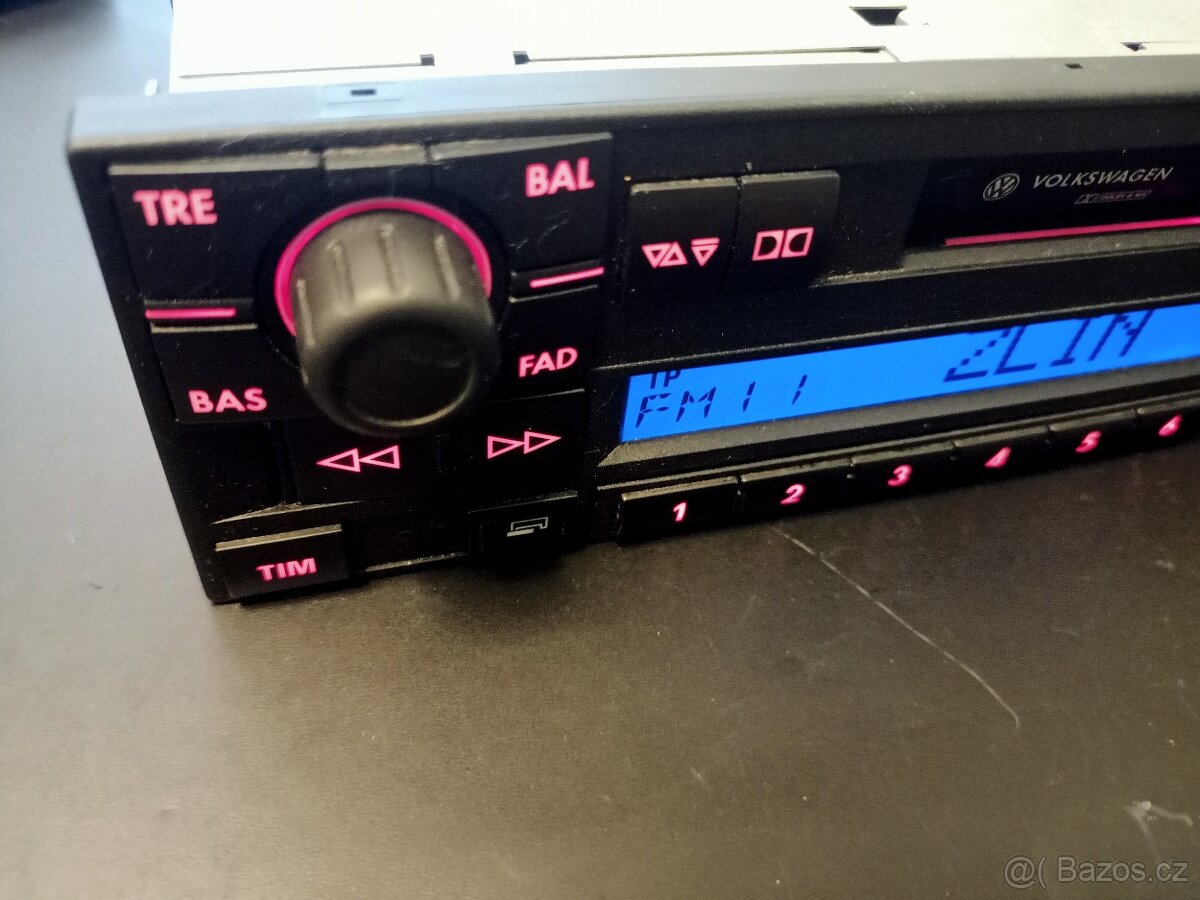 TRE
BAL
VOLKSWAGEN
BAS
FAD
TP
FM1 1
ZLIN
1 2 3 4 5 6
TIM
@( Bazos.cz